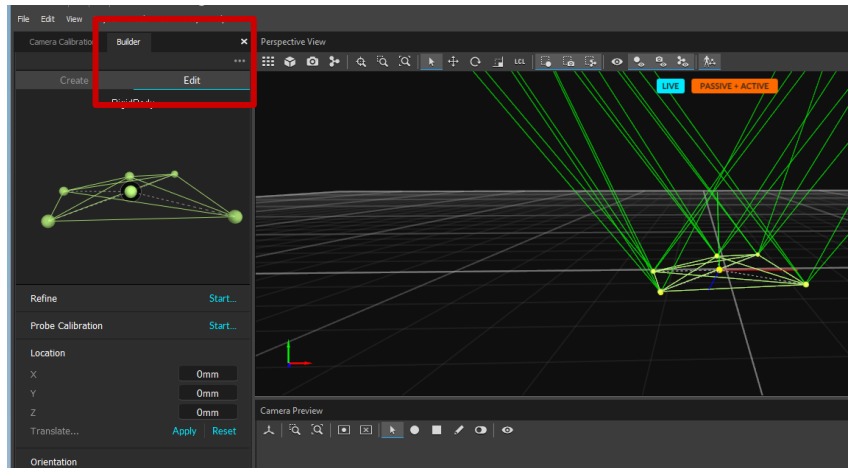 File Edit View
Camera Calibration Builder
Perspective View
LCL
Create Edit
RigidBody
LIVE PASSIVE + ACTIVE
Refine Start...
Probe Calibration Start...
Location
X 0mm
Y 0mm
Z 0mm
Translate... Apply Reset
Orientation
Camera Preview